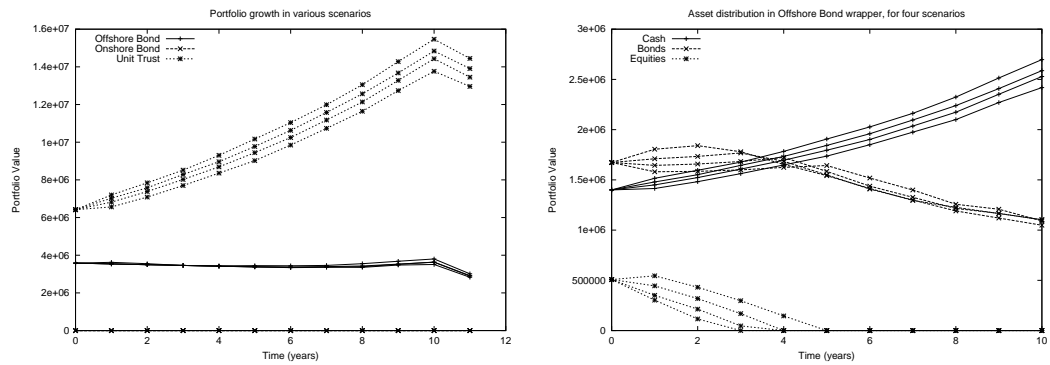 Portfolio growth in various scenarios
1.6e+07
1.4e+07
1.2e+07
1e+07
8e+06
6e+06
4e+06
2e+06
0
Portfolio Value
Offshore Bond
Onshore Bond
Unit Trust
0 2 4 6 8 10 12
Time (years)
Asset distribution in Offshore Bond wrapper, for four scenarios
3e+06
2.5e+06
2e+06
1.5e+06
1e+06
500000
0
Portfolio Value
Cash
Bonds
Equities
0 2 4 6 8 10
Time (years)